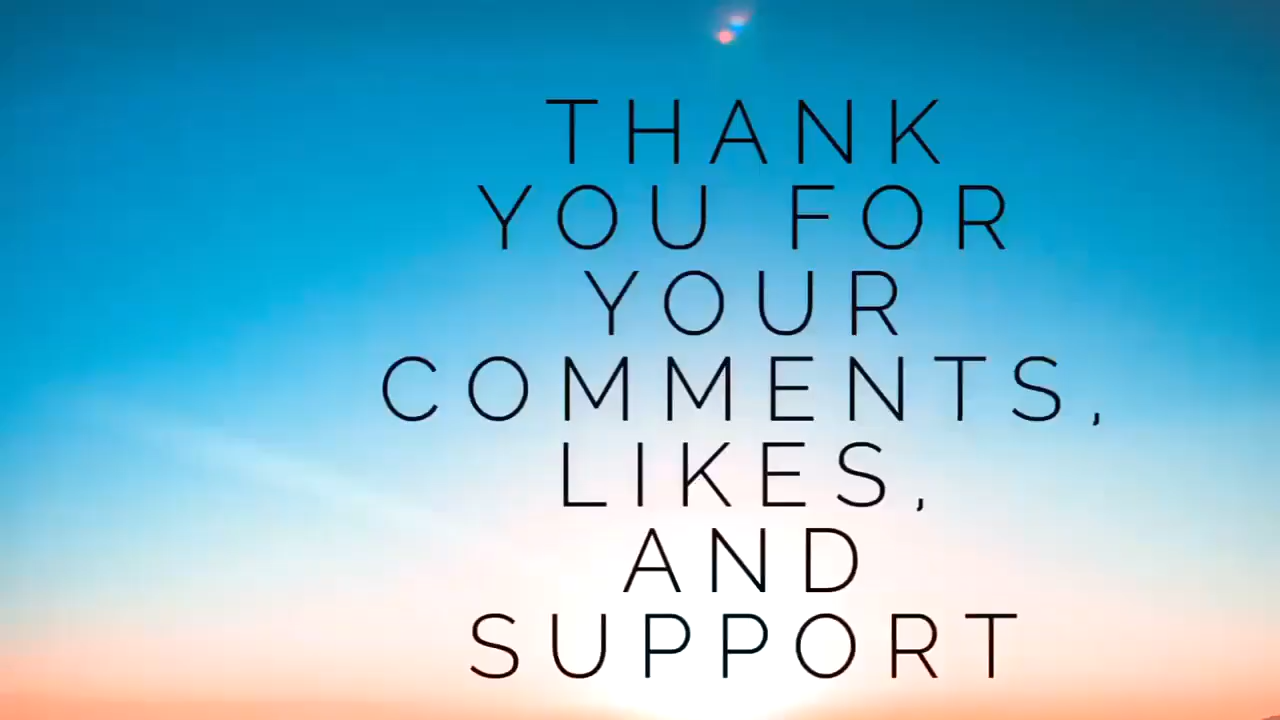 THANK
YOU FOR
YOUR
COMMENTS,
LIKES,
AND
SUPPORT